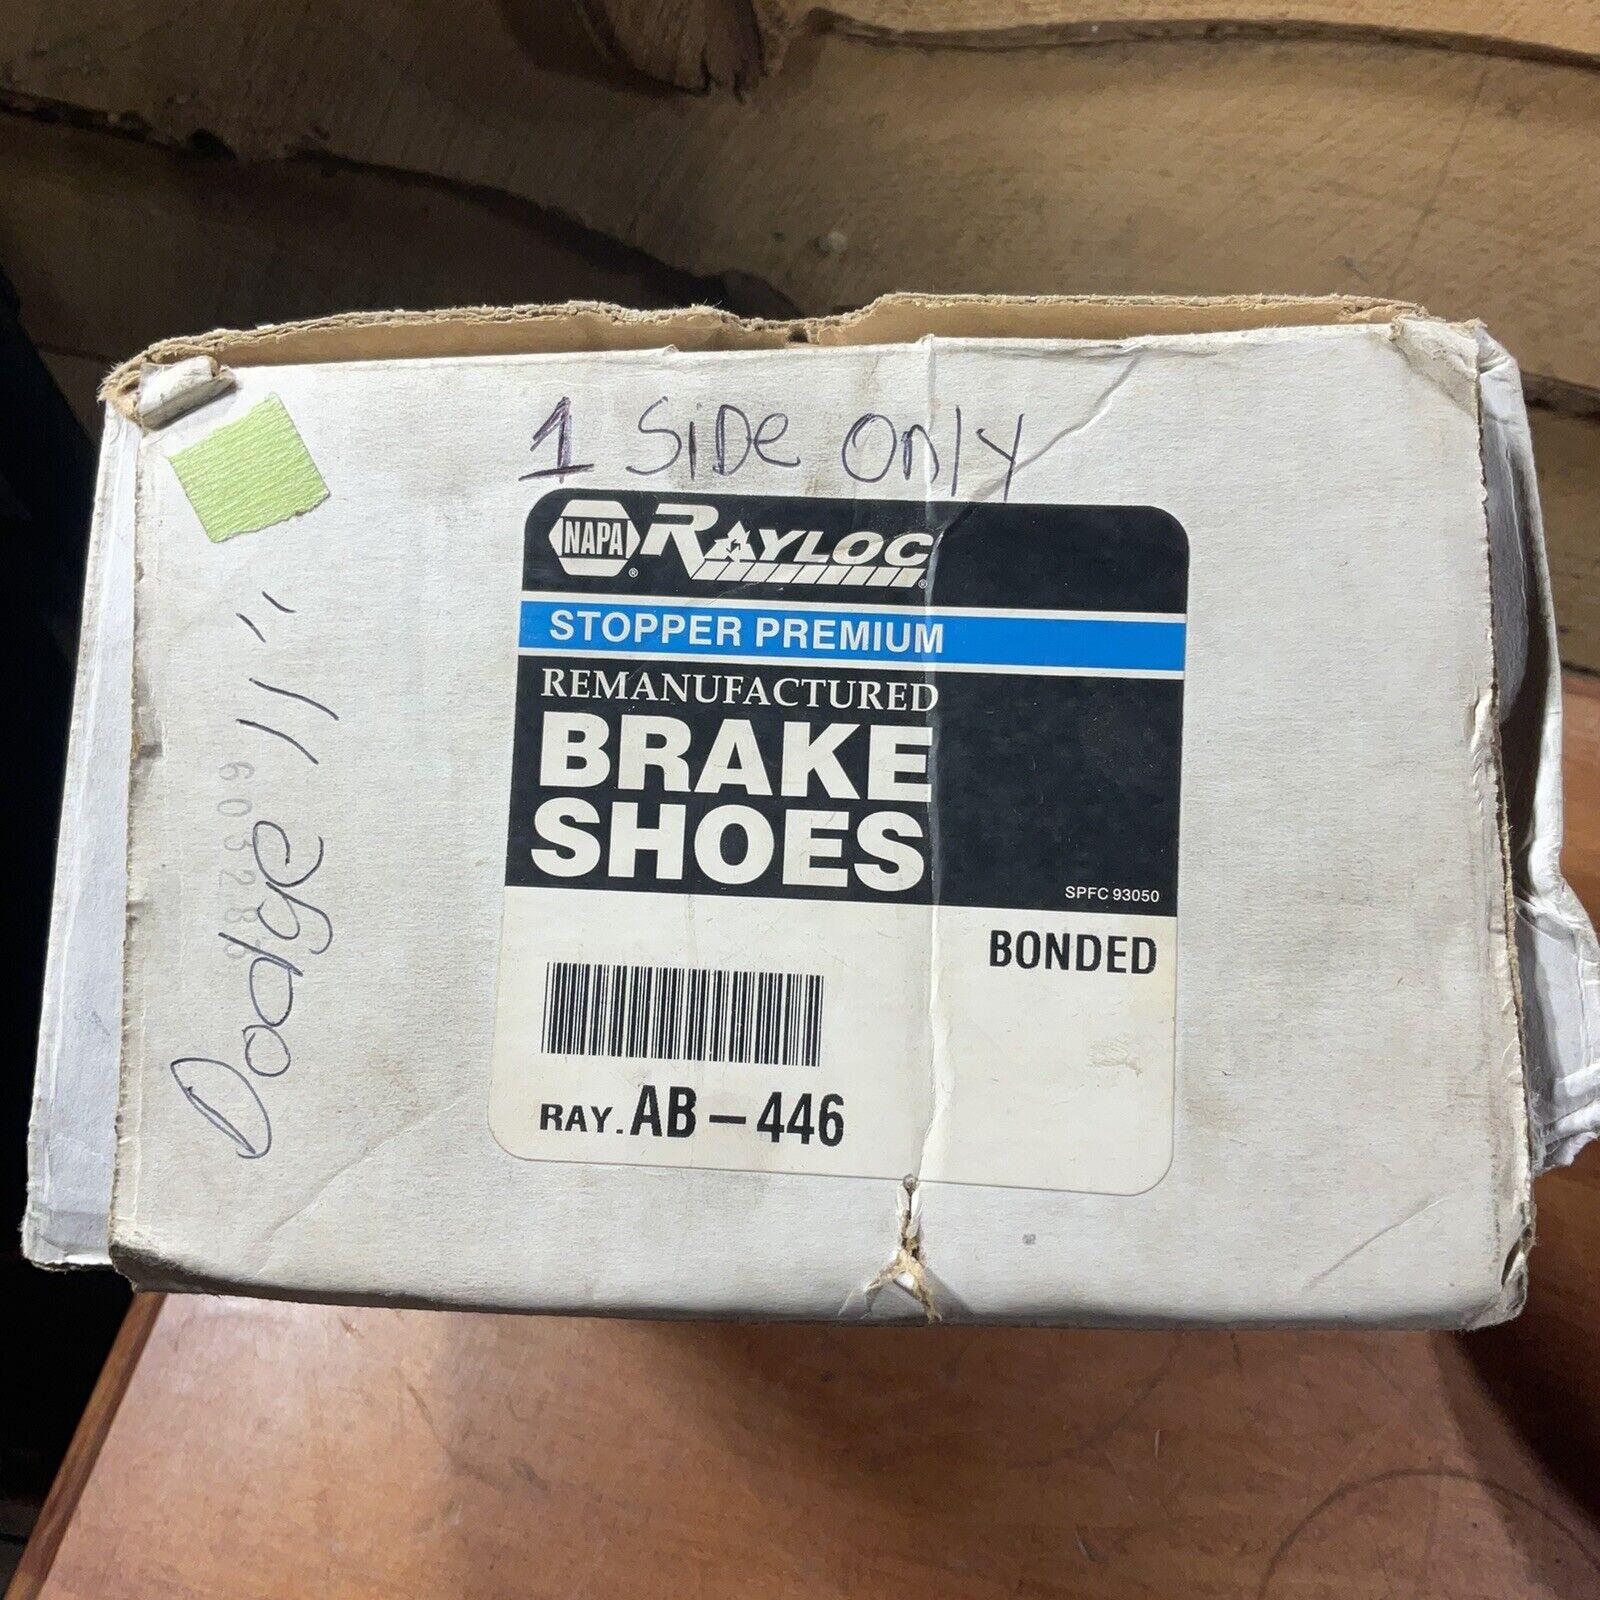 1 SiDe Only
NAPA RAYLOC
STOPPER PREMIUM
REMANUFACTURED
BRAKE
SHOES
SPFC 93050
BONDED
RAY. AB-446
Dodge 11"